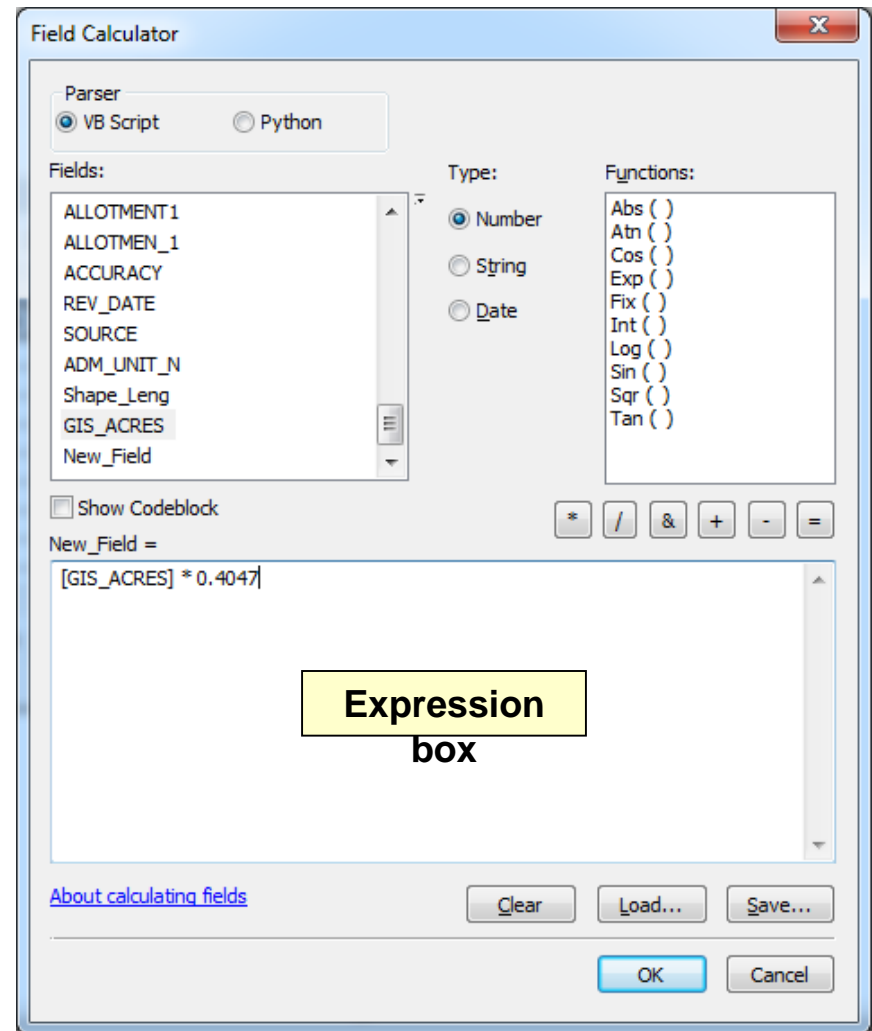 Field Calculator
X
Parser
VB Script Python
Fields:
Type:
Functions:
ALLOTMENT1
ALLOTMEN_1
ACCURACY
REV_DATE
SOURCE
ADM_UNIT_N
Shape_Leng
GIS_ACRES
New_Field
Number
String
Date
Abs ( )
Atn ( )
Cos ( )
Exp ( )
Fix ( )
Int ( )
Log ( )
Sin ( )
Sqr ( )
Tan ( )
Show Codeblock
* / & + - =
New_Field =
[GIS_ACRES] * 0.4047
Expression
box
About calculating fields
Clear Load... Save...
OK Cancel